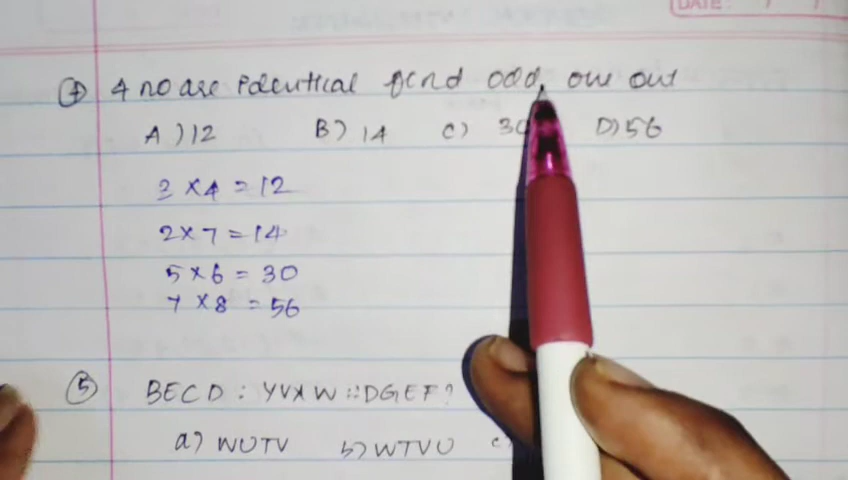 DATE: / /
④ 4 no are identical find odd one out
A) 12 B) 14 C) 30 D) 56
3 × 4 = 12
2 × 7 = 14
5 × 6 = 30
7 × 8 = 56
⑤ BECD : YVXW :: DGEF ?
a) WUTV b) WTVU c)